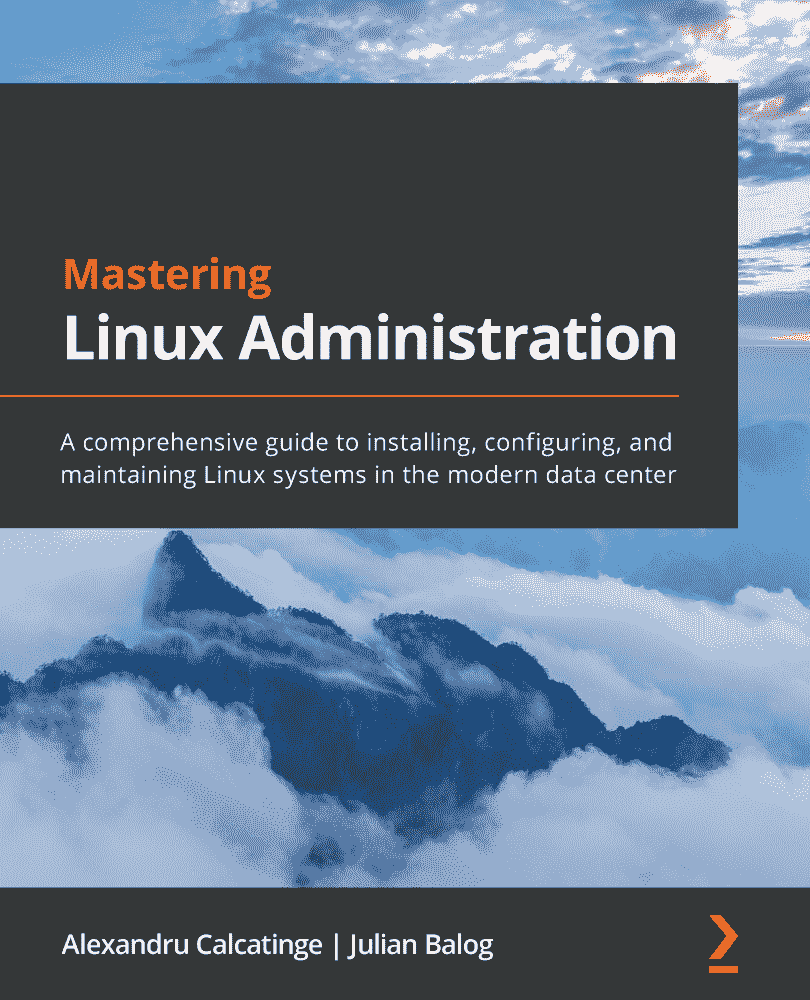 Mastering
Linux Administration
A comprehensive guide to installing, configuring, and
maintaining Linux systems in the modern data center
Alexandru Calcatinge | Julian Balog